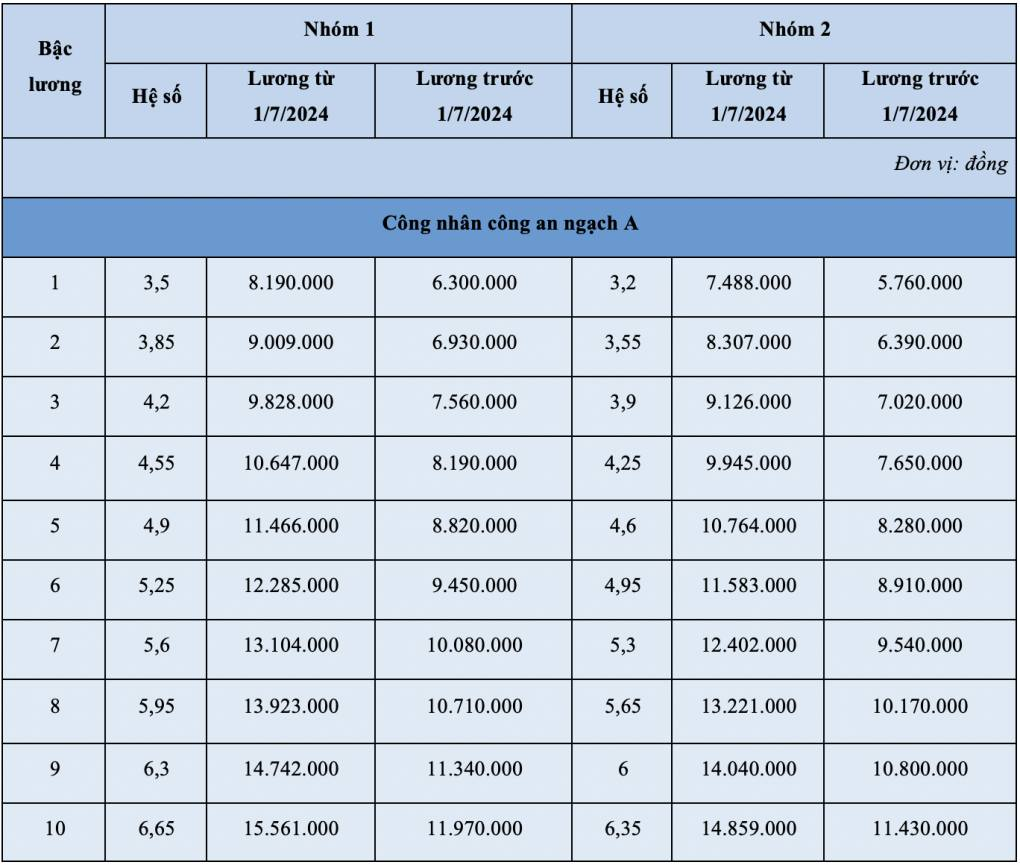 Bậc lương
Nhóm 1
Nhóm 2
Hệ số
Lương từ 1/7/2024
Lương trước 1/7/2024
Hệ số
Lương từ 1/7/2024
Lương trước 1/7/2024
Đơn vị: đồng
Công nhân công an ngạch A
1 3,5 8.190.000 6.300.000 3,2 7.488.000 5.760.000
2 3,85 9.009.000 6.930.000 3,55 8.307.000 6.390.000
3 4,2 9.828.000 7.560.000 3,9 9.126.000 7.020.000
4 4,55 10.647.000 8.190.000 4,25 9.945.000 7.650.000
5 4,9 11.466.000 8.820.000 4,6 10.764.000 8.280.000
6 5,25 12.285.000 9.450.000 4,95 11.583.000 8.910.000
7 5,6 13.104.000 10.080.000 5,3 12.402.000 9.540.000
8 5,95 13.923.000 10.710.000 5,65 13.221.000 10.170.000
9 6,3 14.742.000 11.340.000 6 14.040.000 10.800.000
10 6,65 15.561.000 11.970.000 6,35 14.859.000 11.430.000